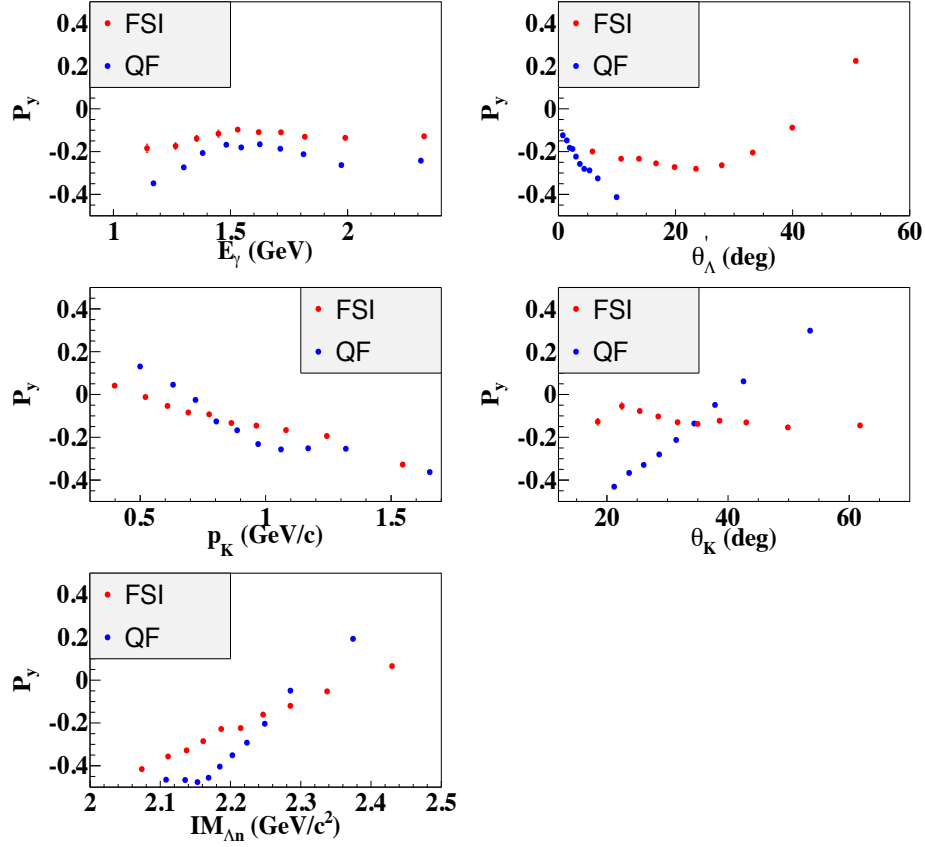 0.4
0.2
0
-0.2
-0.4
P_y
FSI
QF
1
1.5
2
E_γ (GeV)
0.4
0.2
0
-0.2
-0.4
P_y
FSI
QF
0
20
40
60
θ'_Λ (deg)
0.4
0.2
0
-0.2
-0.4
P_y
FSI
QF
0.5
1
1.5
p_K (GeV/c)
0.4
0.2
0
-0.2
-0.4
P_y
FSI
QF
20
40
60
θ_K (deg)
0.4
0.2
0
-0.2
-0.4
P_y
FSI
QF
2
2.1
2.2
2.3
2.4
2.5
IM_Λn (GeV/c²)